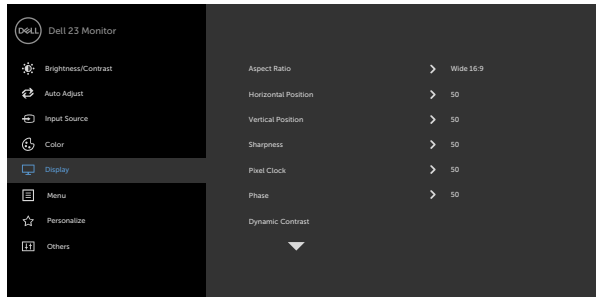 DELL Dell 23 Monitor
Brightness/Contrast
Auto Adjust
Input Source
Color
Display
Menu
Personalize
Others
Aspect Ratio Wide 16:9
Horizontal Position 50
Vertical Position 50
Sharpness 50
Pixel Clock 50
Phase 50
Dynamic Contrast